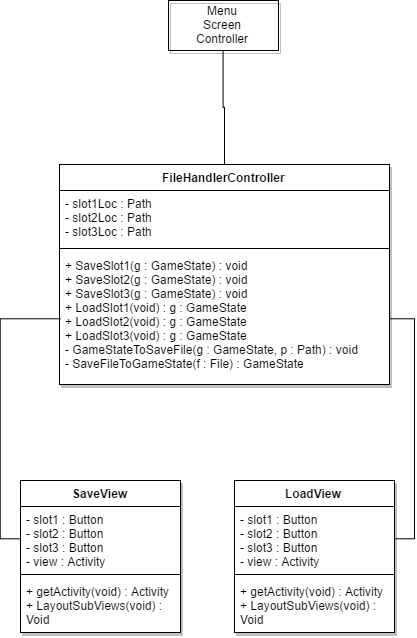 Menu
Screen
Controller
FileHandlerController
- slot1Loc : Path
- slot2Loc : Path
- slot3Loc : Path
+ SaveSlot1(g : GameState) : void
+ SaveSlot2(g : GameState) : void
+ SaveSlot3(g : GameState) : void
+ LoadSlot1(void) : g : GameState
+ LoadSlot2(void) : g : GameState
+ LoadSlot3(void) : g : GameState
- GameStateToSaveFile(g : GameState, p : Path) : void
- SaveFileToGameState(f : File) : GameState
SaveView
- slot1 : Button
- slot2 : Button
- slot3 : Button
- view : Activity
+ getActivity(void) : Activity
+ LayoutSubViews(void) :
Void
LoadView
- slot1 : Button
- slot2 : Button
- slot3 : Button
- view : Activity
+ getActivity(void) : Activity
+ LayoutSubViews(void) :
Void